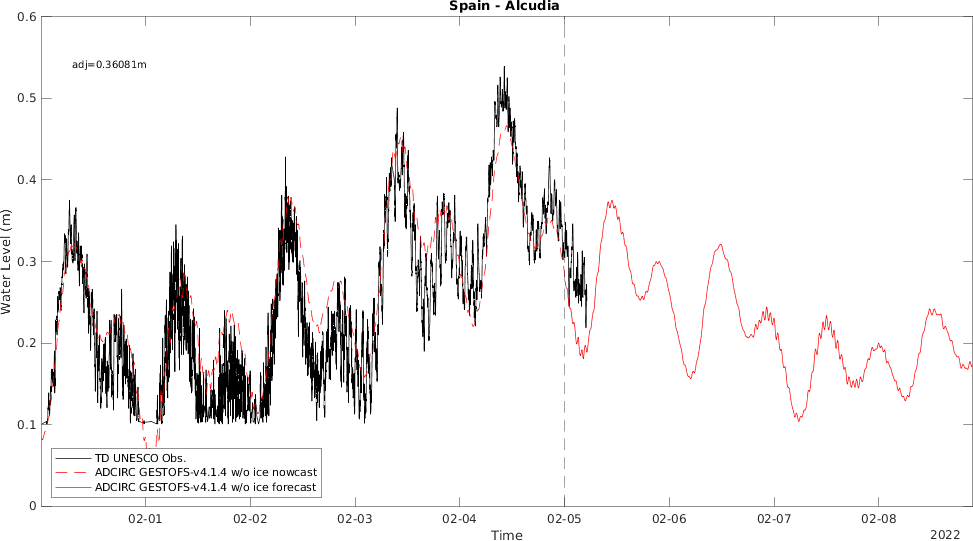 Spain - Alcudia
0.6
adj=0.36081m
0.5
0.4
0.3
0.2
0.1
0
Water Level (m)
TD UNESCO Obs.
ADCIRC GESTOFS-v4.1.4 w/o ice nowcast
ADCIRC GESTOFS-v4.1.4 w/o ice forecast
02-01 02-02 02-03 02-04 02-05 02-06 02-07 02-08
Time
2022